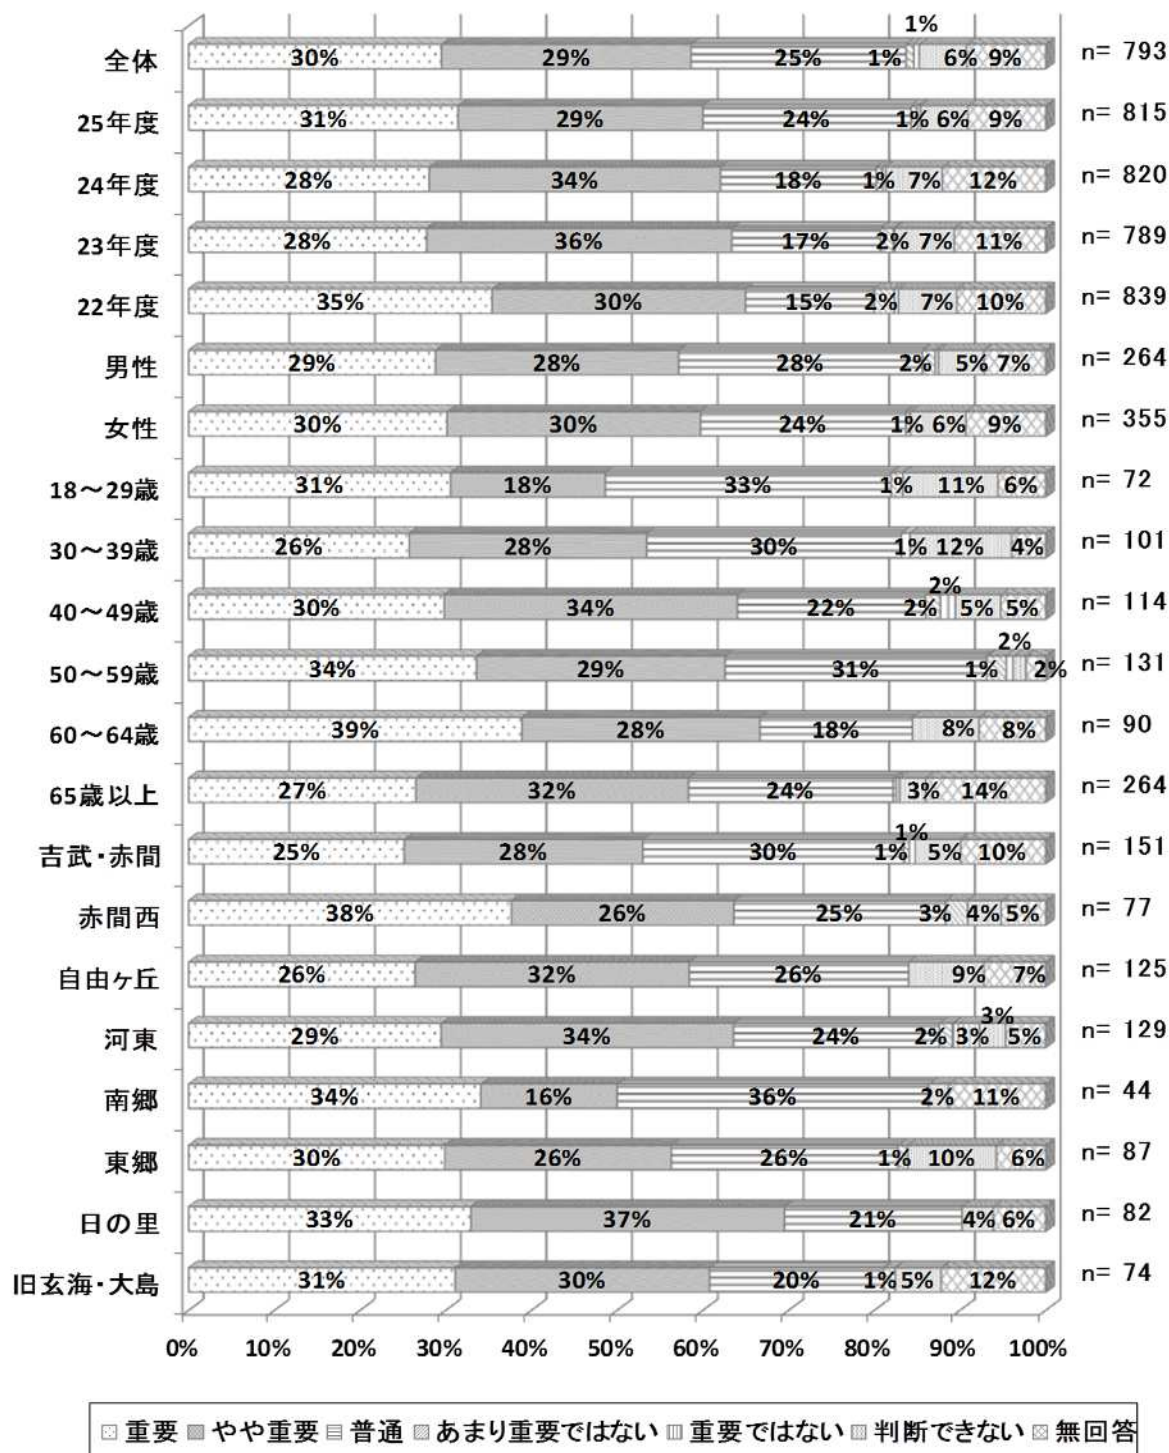 1%
全体 30% 29% 25% 1% 6% 9% n= 793
25年度 31% 29% 24% 1% 6% 9% n= 815
24年度 28% 34% 18% 1% 7% 12% n= 820
23年度 28% 36% 17% 2% 7% 11% n= 789
22年度 35% 30% 15% 2% 7% 10% n= 839
男性 29% 28% 28% 2% 5% 7% n= 264
女性 30% 30% 24% 1% 6% 9% n= 355
18～29歳 31% 18% 33% 1% 11% 6% n= 72
30～39歳 26% 28% 30% 1% 12% 4% n= 101
2%
40～49歳 30% 34% 22% 2% 5% 5% n= 114
2%
50～59歳 34% 29% 31% 1% 2% n= 131
60～64歳 39% 28% 18% 8% 8% n= 90
65歳以上 27% 32% 24% 3% 14% n= 264
1%
吉武・赤間 25% 28% 30% 1% 5% 10% n= 151
赤間西 38% 26% 25% 3% 4% 5% n= 77
自由ヶ丘 26% 32% 26% 9% 7% n= 125
3%
河東 29% 34% 24% 2% 3% 5% n= 129
南郷 34% 16% 36% 2% 11% n= 44
東郷 30% 26% 26% 1% 10% 6% n= 87
日の里 33% 37% 21% 4% 6% n= 82
旧玄海・大島 31% 30% 20% 1% 5% 12% n= 74
0% 10% 20% 30% 40% 50% 60% 70% 80% 90% 100%
重要 やや重要 普通 あまり重要ではない 重要ではない 判断できない 無回答